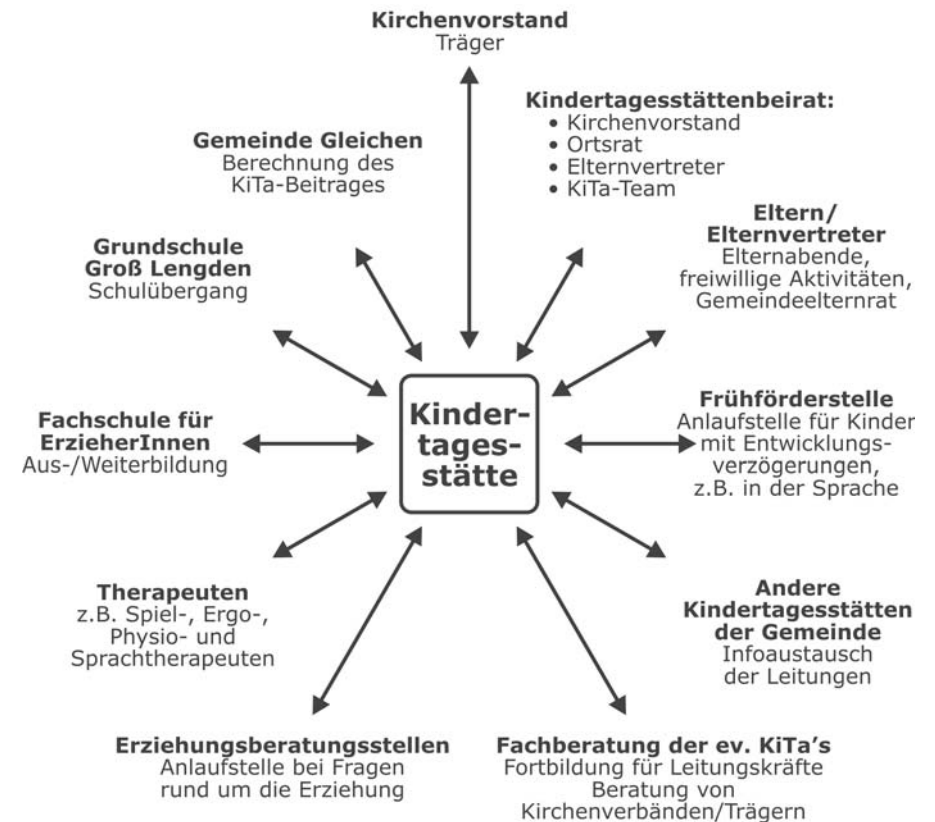 Kirchenvorstand
Träger
Kindertagesstättenbeirat:
• Kirchenvorstand
• Ortsrat
• Elternvertreter
• KiTa-Team
Gemeinde Gleichen
Berechnung des
KiTa-Beitrages
Eltern/
Elternvertreter
Elternabende,
freiwillige Aktivitäten,
Gemeindeelternrat
Grundschule
Groß Lengden
Schulübergang
Kinder-
tages-
stätte
Frühförderstelle
Anlaufstelle für Kinder
mit Entwicklungs-
verzögerungen,
z.B. in der Sprache
Fachschule für
ErzieherInnen
Aus-/Weiterbildung
Andere
Kindertagesstätten
der Gemeinde
Infoaustausch
der Leitungen
Therapeuten
z.B. Spiel-, Ergo-,
Physio- und
Sprachtherapeuten
Erziehungsberatungsstellen
Anlaufstelle bei Fragen
rund um die Erziehung
Fachberatung der ev. KiTa’s
Fortbildung für Leitungskräfte
Beratung von
Kirchenverbänden/Trägern